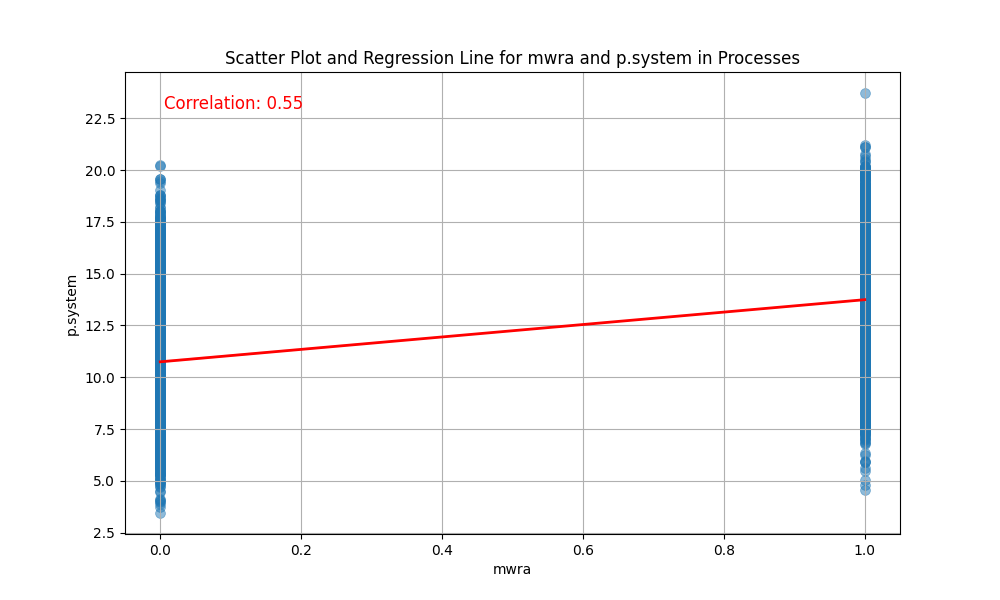 Scatter Plot and Regression Line for mwra and p.system in Processes
Correlation: 0.55
22.5
20.0
17.5
15.0
12.5
10.0
7.5
5.0
2.5
p.system
0.0 0.2 0.4 0.6 0.8 1.0
mwra